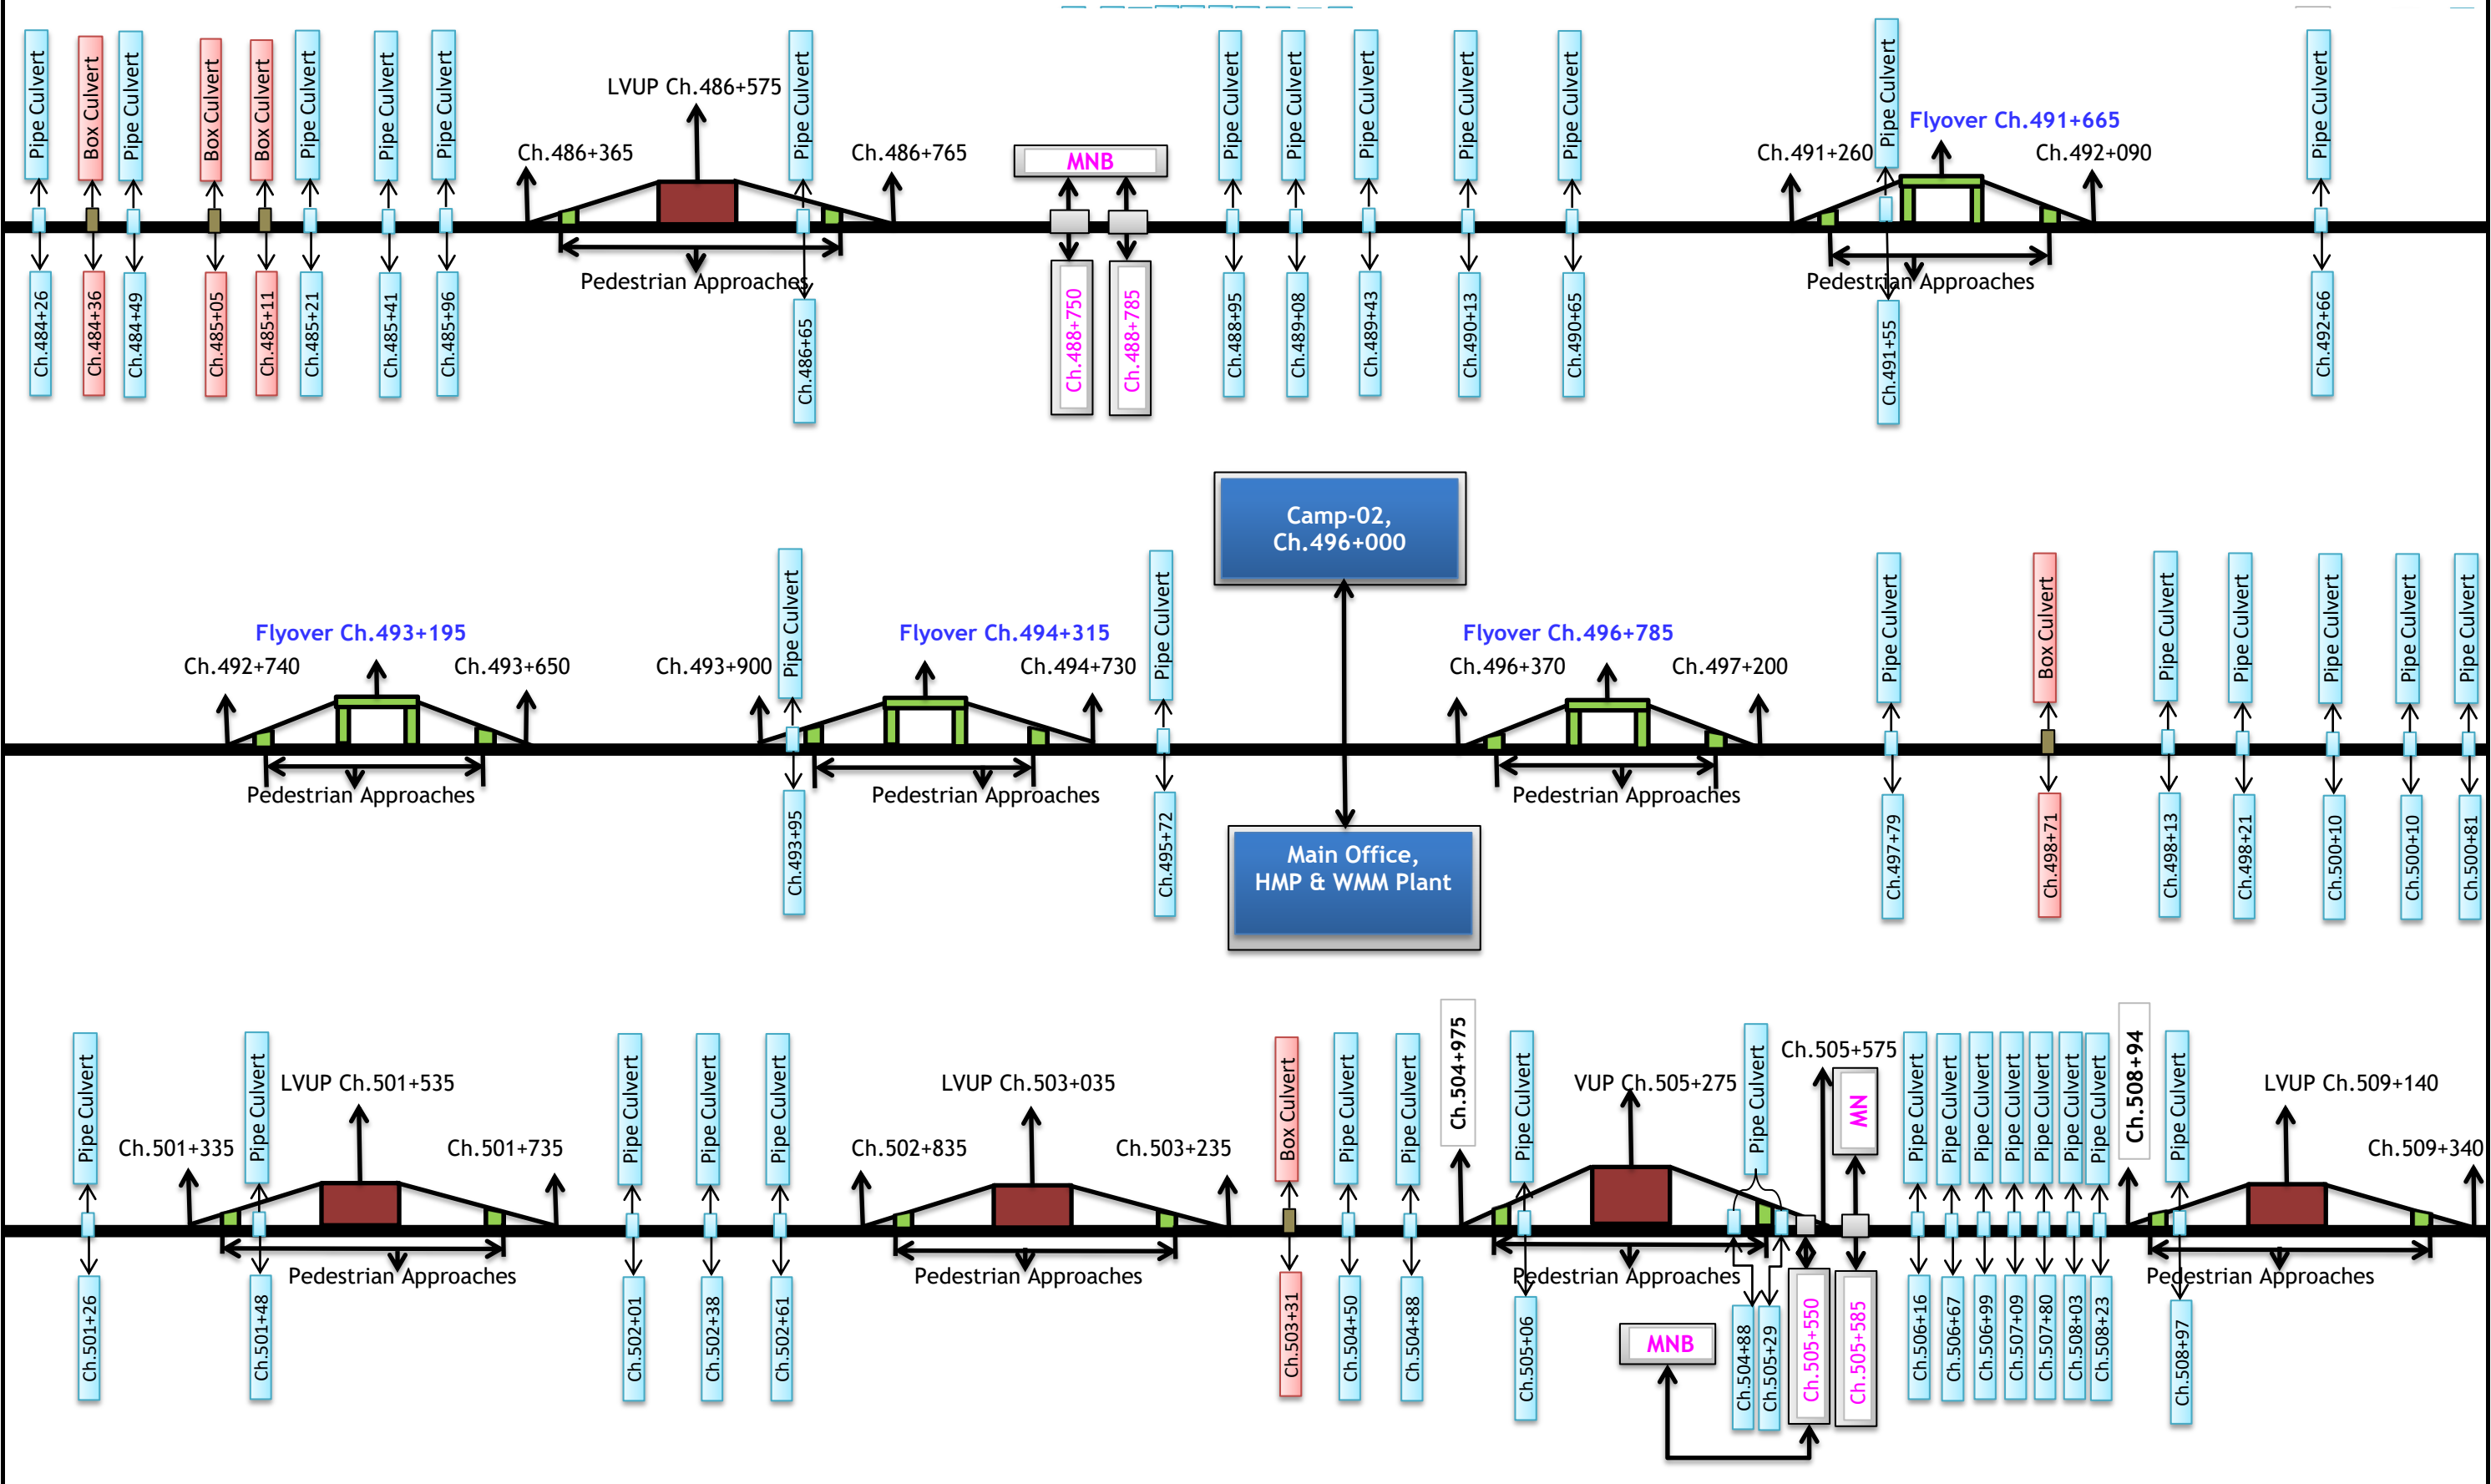 Pipe Culvert
Box Culvert
Pipe Culvert
Box Culvert
Box Culvert
Pipe Culvert
Pipe Culvert
Pipe Culvert
LVUP Ch.486+575
Pipe Culvert
Ch.486+365
Ch.486+765
MNB
Pipe Culvert
Pipe Culvert
Pipe Culvert
Pipe Culvert
Pipe Culvert
Pipe Culvert
Flyover Ch.491+665
Ch.491+260
Ch.492+090
Pipe Culvert
Pedestrian Approaches
Pedestrian Approaches
Ch.484+26
Ch.484+36
Ch.484+49
Ch.485+05
Ch.485+11
Ch.485+21
Ch.485+41
Ch.485+96
Ch.486+65
Ch.488+750
Ch.488+785
Ch.488+95
Ch.489+08
Ch.489+43
Ch.490+13
Ch.490+65
Ch.491+55
Ch.492+66
Camp-02,
Ch.496+000
Flyover Ch.493+195
Ch.492+740
Ch.493+650
Ch.493+900
Pipe Culvert
Flyover Ch.494+315
Ch.494+730
Pipe Culvert
Flyover Ch.496+785
Ch.496+370
Ch.497+200
Pipe Culvert
Box Culvert
Pipe Culvert
Pipe Culvert
Pipe Culvert
Pipe Culvert
Pipe Culvert
Pedestrian Approaches
Pedestrian Approaches
Pedestrian Approaches
Ch.493+95
Ch.495+72
Main Office,
HMP & WMM Plant
Ch.497+79
Ch.498+71
Ch.498+13
Ch.498+21
Ch.500+10
Ch.500+10
Ch.500+81
Pipe Culvert
Ch.501+335
Pipe Culvert
LVUP Ch.501+535
Ch.501+735
Pipe Culvert
Pipe Culvert
Pipe Culvert
LVUP Ch.503+035
Ch.502+835
Ch.503+235
Box Culvert
Pipe Culvert
Pipe Culvert
Ch.504+975
Pipe Culvert
VUP Ch.505+275
Pipe Culvert
Ch.505+575
MN
Pipe Culvert
Pipe Culvert
Pipe Culvert
Pipe Culvert
Pipe Culvert
Pipe Culvert
Pipe Culvert
Ch.508+94
Pipe Culvert
LVUP Ch.509+140
Ch.509+340
Pedestrian Approaches
Pedestrian Approaches
Pedestrian Approaches
Pedestrian Approaches
Ch.501+26
Ch.501+48
Ch.502+01
Ch.502+38
Ch.502+61
Ch.503+31
Ch.504+50
Ch.504+88
Ch.505+06
MNB
Ch.504+88
Ch.505+29
Ch.505+550
Ch.505+585
Ch.506+16
Ch.506+67
Ch.506+99
Ch.507+09
Ch.507+80
Ch.508+03
Ch.508+23
Ch.508+97